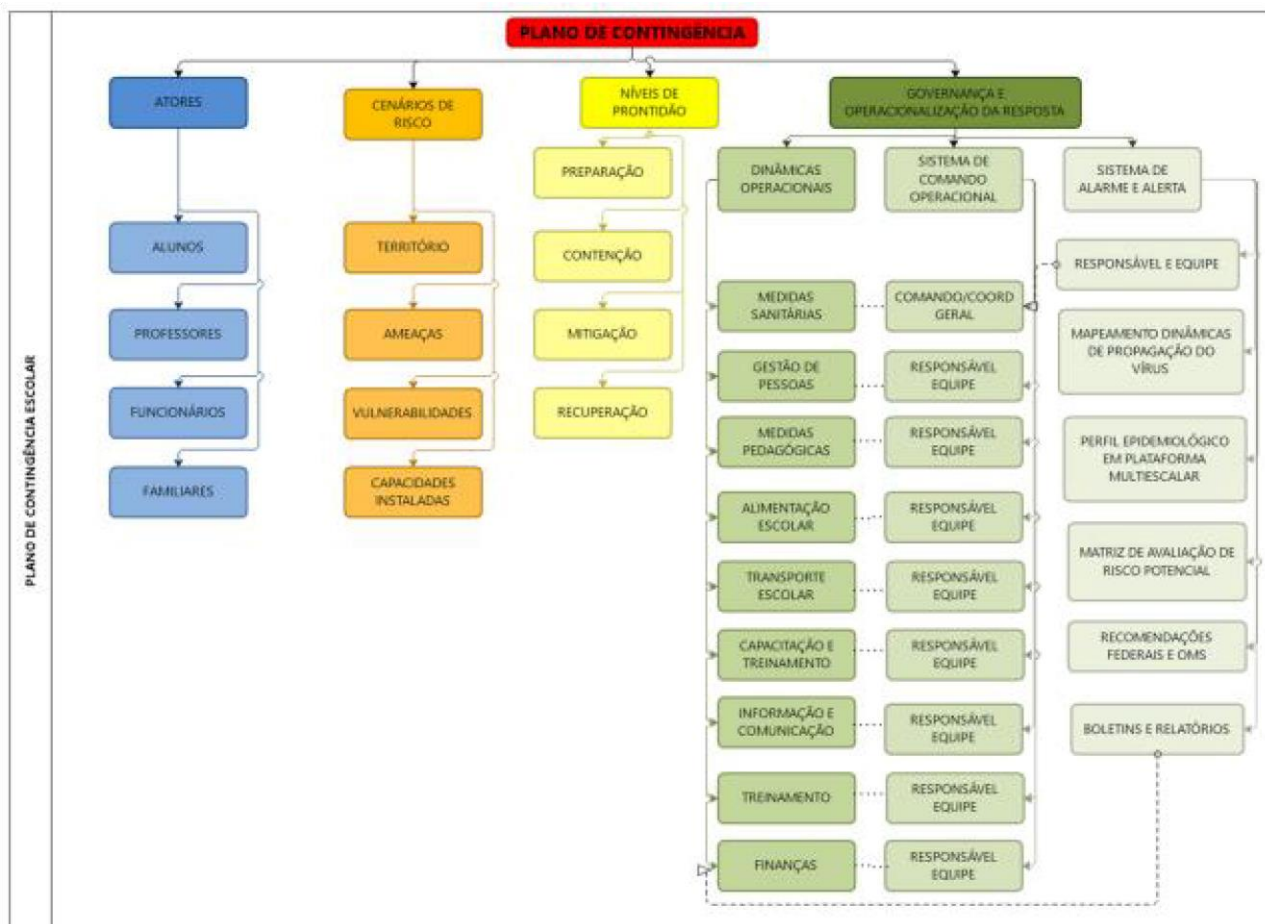 PLANO DE CONTINGÊNCIA ESCOLAR
PLANO DE CONTINGÊNCIA
ATORES
ALUNOS
PROFESSORES
FUNCIONÁRIOS
FAMILIARES
CENÁRIOS DE
RISCO
TERRITÓRIO
AMEAÇAS
VULNERABILIDADES
CAPACIDADES
INSTALADAS
NÍVEIS DE
PRONTIDÃO
PREPARAÇÃO
CONTENÇÃO
MITIGAÇÃO
RECUPERAÇÃO
GOVERNANÇA E
OPERACIONALIZAÇÃO DA RESPOSTA
DINÂMICAS
OPERACIONAIS
MEDIDAS
SANITÁRIAS
GESTÃO DE
PESSOAS
MEDIDAS
PEDAGÓGICAS
ALIMENTAÇÃO
ESCOLAR
TRANSPORTE
ESCOLAR
CAPACITAÇÃO E
TREINAMENTO
INFORMAÇÃO E
COMUNICAÇÃO
TREINAMENTO
FINANÇAS
SISTEMA DE
COMANDO
OPERACIONAL
COMANDO/COORD
GERAL
RESPONSÁVEL
EQUIPE
RESPONSÁVEL
EQUIPE
RESPONSÁVEL
EQUIPE
RESPONSÁVEL
EQUIPE
RESPONSÁVEL
EQUIPE
RESPONSÁVEL
EQUIPE
RESPONSÁVEL
EQUIPE
RESPONSÁVEL
EQUIPE
SISTEMA DE
ALARME E ALERTA
RESPONSÁVEL E EQUIPE
MAPEAMENTO DINÂMICAS
DE PROPAGAÇÃO DO
VÍRUS
PERFIL EPIDEMIOLÓGICO
EM PLATAFORMA
MULTIESCALAR
MATRIZ DE AVALIAÇÃO DE
RISCO POTENCIAL
RECOMENDAÇÕES
FEDERAIS E OMS
BOLETINS E RELATÓRIOS